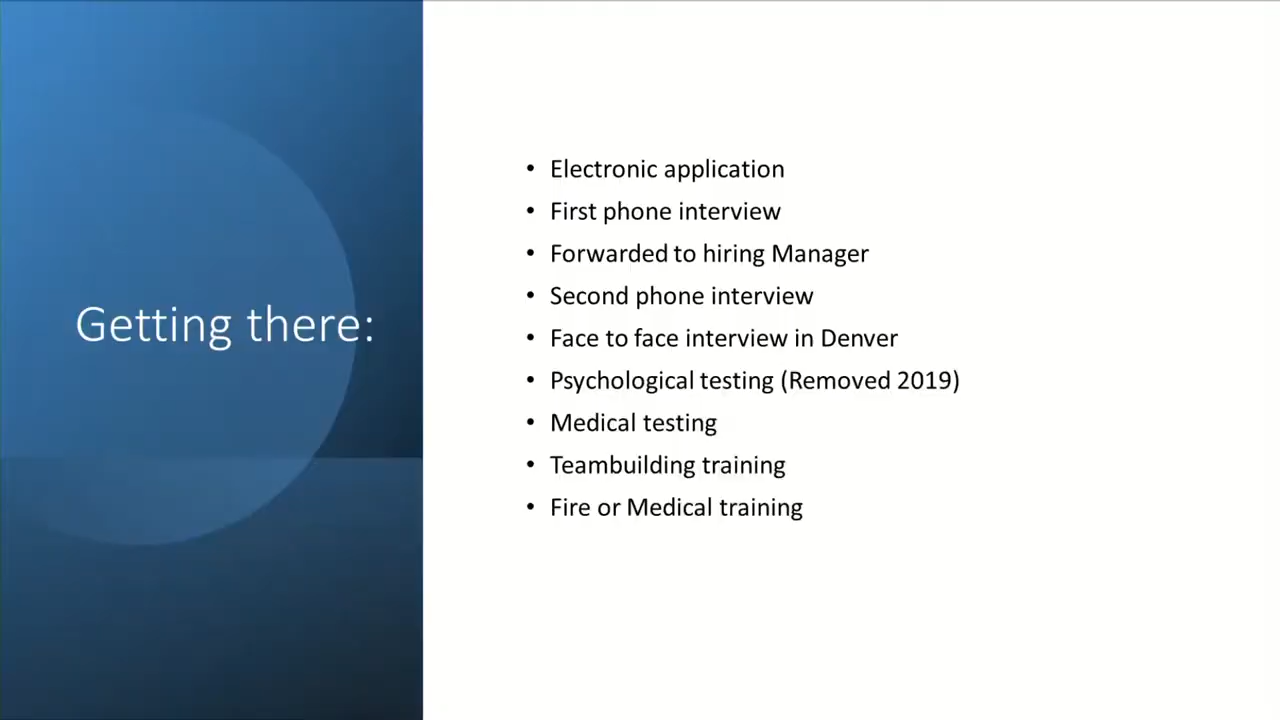 Getting there:
• Electronic application
• First phone interview
• Forwarded to hiring Manager
• Second phone interview
• Face to face interview in Denver
• Psychological testing (Removed 2019)
• Medical testing
• Teambuilding training
• Fire or Medical training